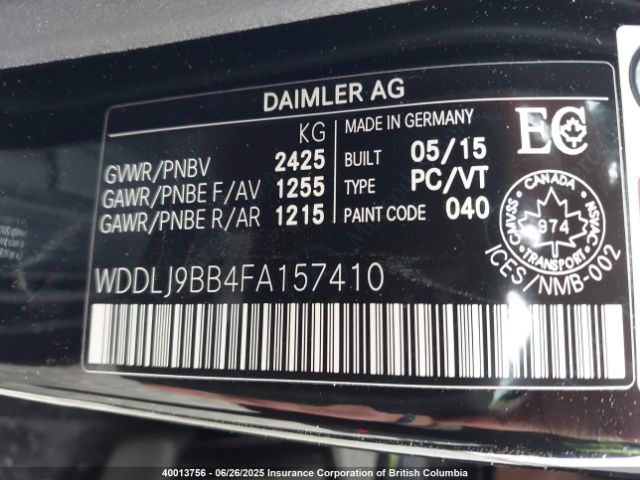 DAIMLER AG
KG
GVWR/PNBV 2425
GAWR/PNBE F/AV 1255
GAWR/PNBE R/AR 1215
MADE IN GERMANY
BUILT 05/15
TYPE PC/VT
PAINT CODE 040
EC
CANADA
CMVSS 974 NSVAC
TRANSPORT
ICES/NMB-002
WDDLJ9BB4FA157410
40013756 - 06/26/2025 Insurance Corporation of British Columbia